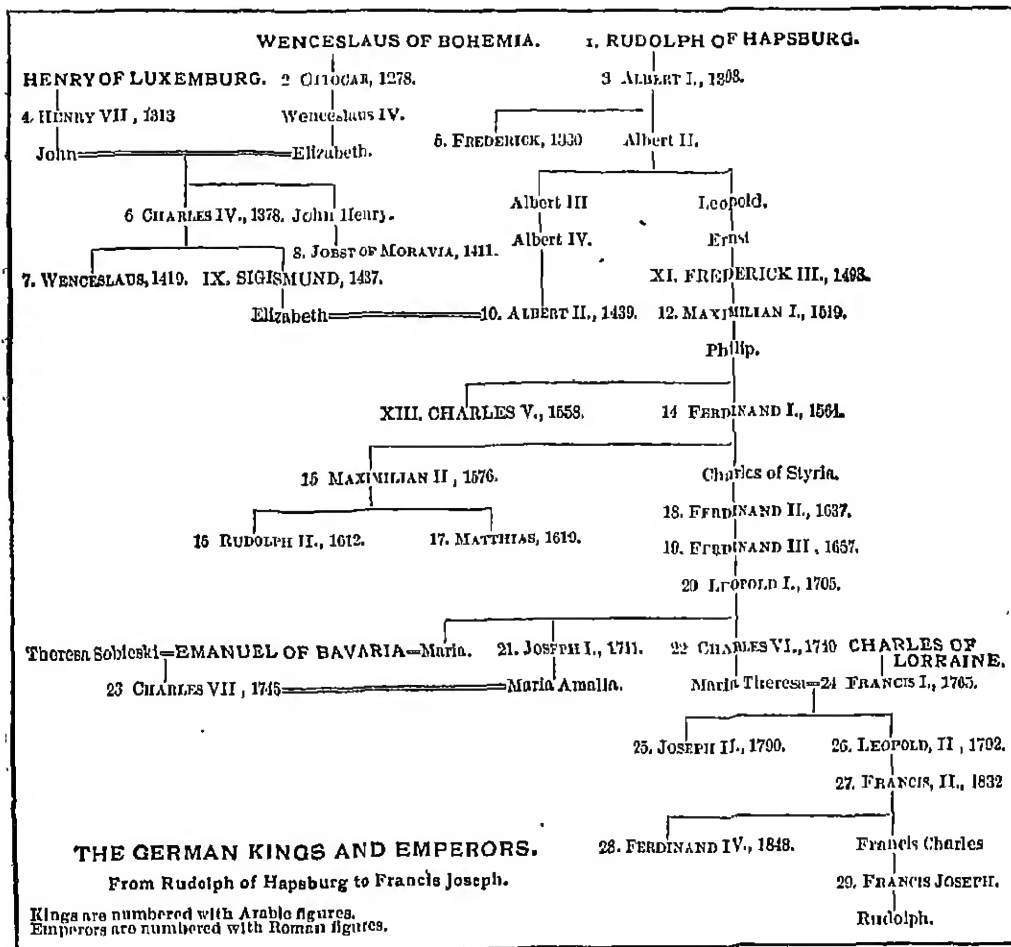 WENCESLAUS OF BOHEMIA. 1. RUDOLPH OF HAPSBURG.
HENRY OF LUXEMBURG. 2 OTTOCAR, 1278. 3 ALBERT I., 1308.
4. HENRY VII, 1313 Wenceslaus IV.
5. FREDERICK, 1330 Albert II.
John Elizabeth.
Albert III Leopold.
6 CHARLES IV., 1378. John Henry.
Albert IV. Ernst
8. JOBST OF MORAVIA, 1411.
7. WENCESLAUS, 1419. IX. SIGISMUND, 1437. XI. FREDERICK III., 1493.
Elizabeth 10. ALBERT II., 1439. 12. MAXIMILIAN I., 1519.
Philip.
XIII. CHARLES V., 1558. 14 FERDINAND I., 1564.
15 MAXIMILIAN II, 1576. Charles of Styria.
18. FERDINAND II., 1637.
16 RUDOLPH II., 1612. 17. MATTHIAS, 1619.
19. FERDINAND III, 1657.
20 LEOPOLD I., 1705.
Theresa Sobieski=EMANUEL OF BAVARIA=Maria. 21. JOSEPH I., 1711. 22 CHARLES VI., 1740 CHARLES OF
LORRAINE.
23 CHARLES VII, 1745 Maria Amalia. Maria Theresa=24 FRANCIS I., 1765.
25. JOSEPH II., 1790. 26. LEOPOLD, II, 1792.
27. FRANCIS, II., 1832
28. FERDINAND IV., 1848. Francis Charles
THE GERMAN KINGS AND EMPERORS.
From Rudolph of Hapsburg to Francis Joseph.
29. FRANCIS JOSEPH.
Kings are numbered with Arabic figures.
Emperors are numbered with Roman figures.
Rudolph.